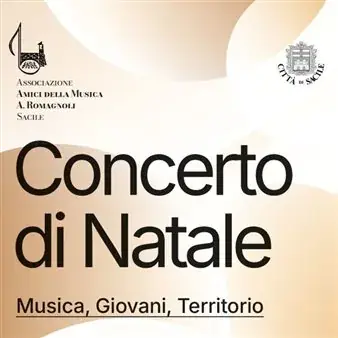 Associazione
Amici della Musica
A. Romagnoli
Sacile
Città di Sacile
Concerto
di Natale
Musica, Giovani, Territorio